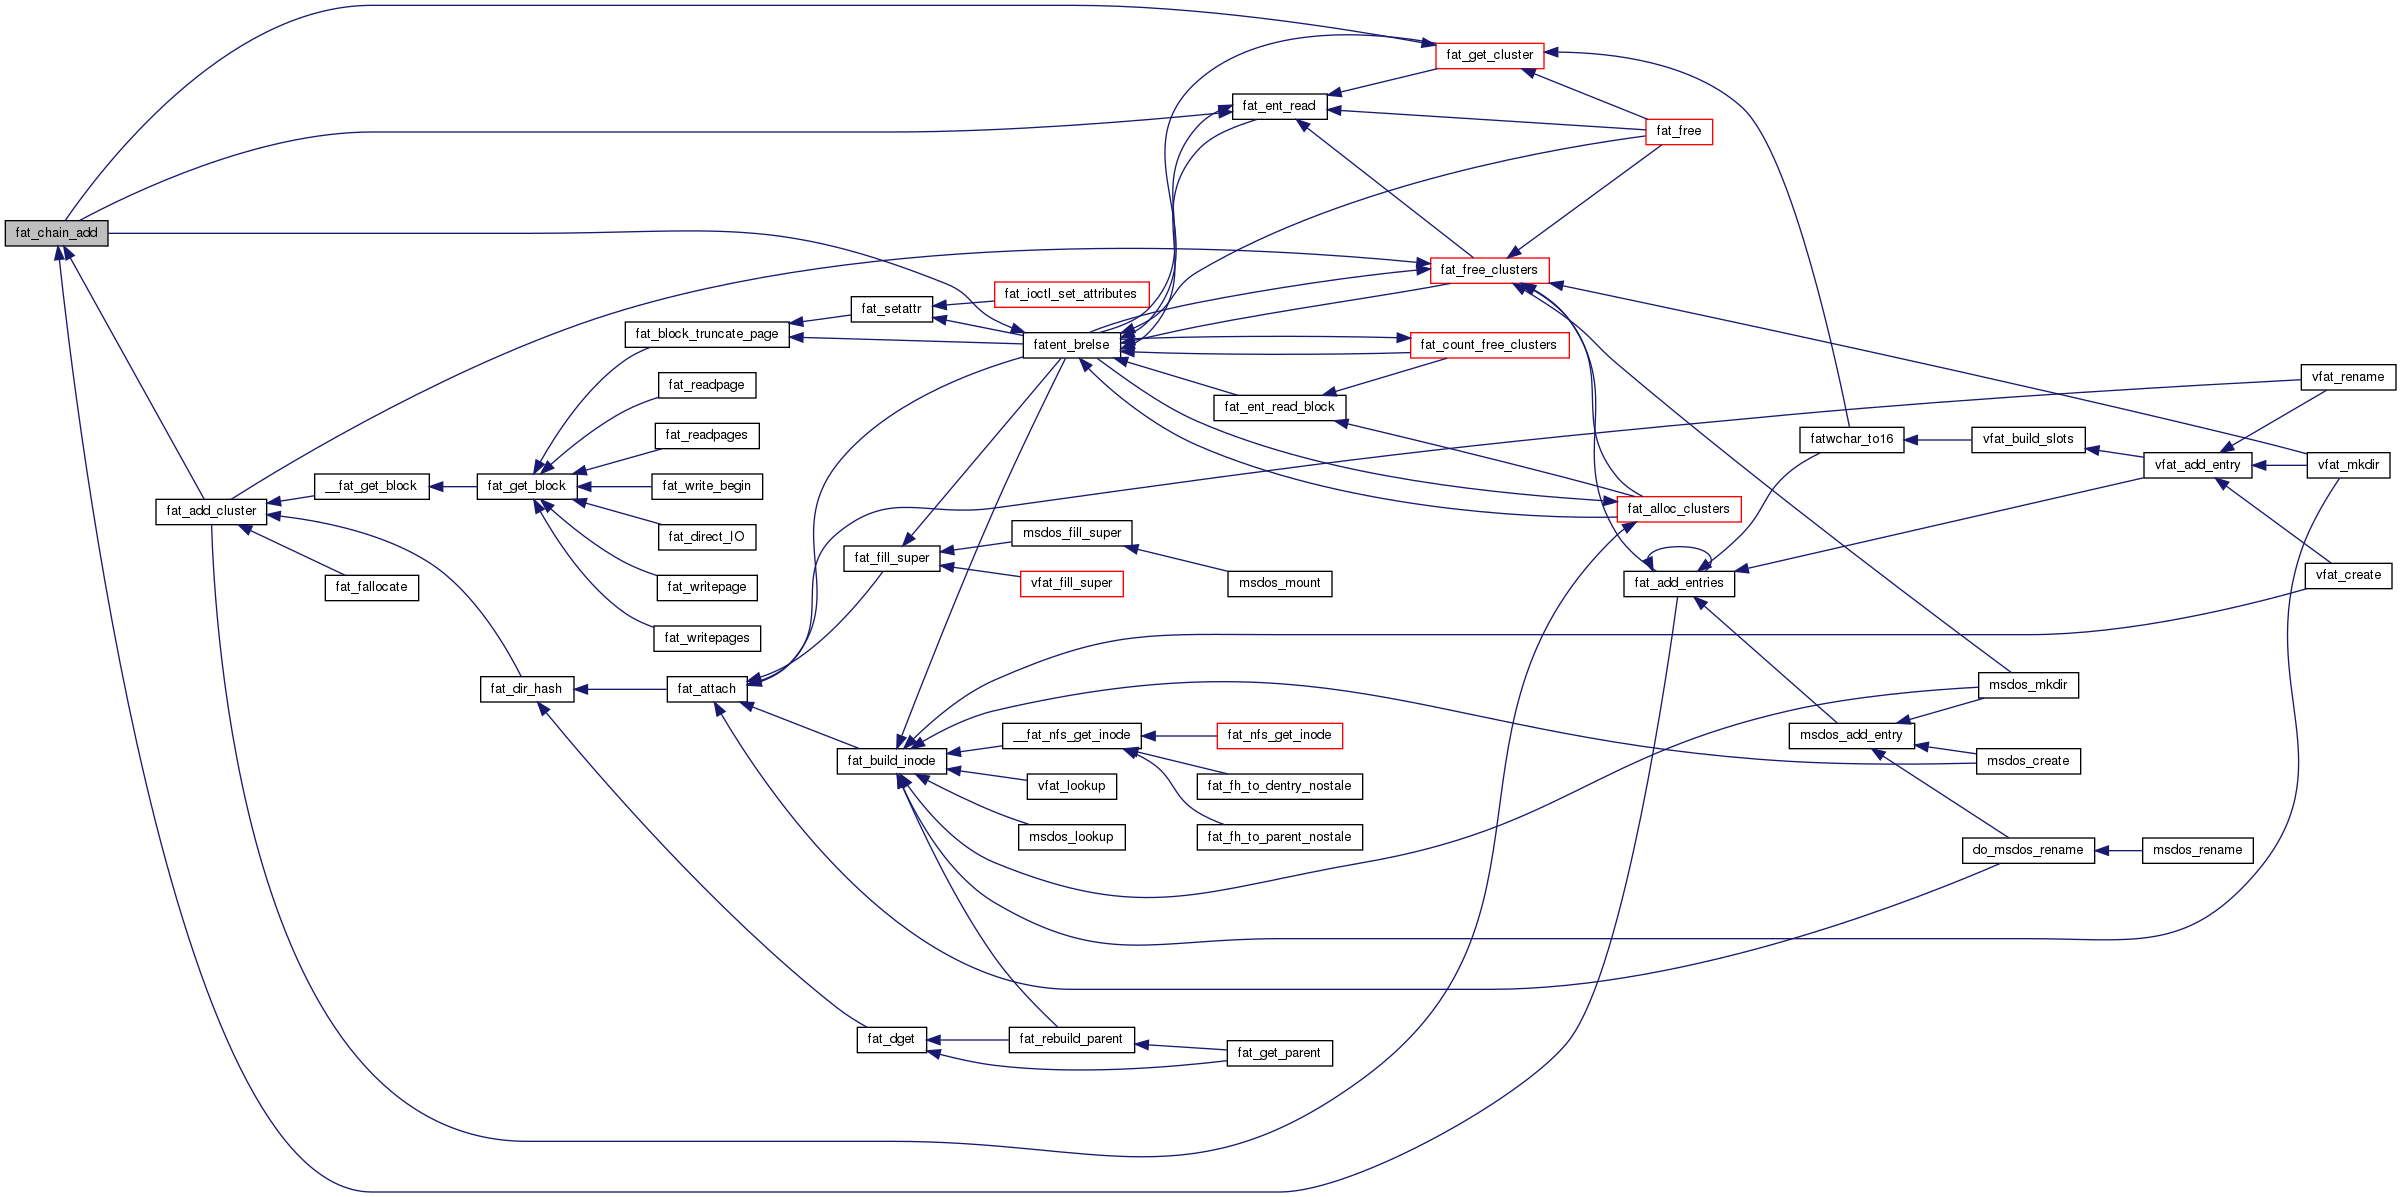 fat_get_cluster
fat_ent_read
fat_free
fat_chain_add
fat_free_clusters
fat_ioctl_set_attributes
fat_setattr
fat_block_truncate_page
fatent_brelse
fat_count_free_clusters
vfat_rename
fat_readpage
fat_ent_read_block
fat_readpages
fatwchar_to16
vfat_build_slots
vfat_add_entry
vfat_mkdir
__fat_get_block
fat_get_block
fat_write_begin
fat_add_cluster
fat_alloc_clusters
fat_direct_IO
msdos_fill_super
fat_fill_super
vfat_create
fat_fallocate
fat_writepage
vfat_fill_super
msdos_mount
fat_add_entries
fat_writepages
fat_dir_hash
fat_attach
msdos_mkdir
__fat_nfs_get_inode
fat_nfs_get_inode
msdos_add_entry
fat_build_inode
msdos_create
vfat_lookup
fat_fh_to_dentry_nostale
msdos_lookup
fat_fh_to_parent_nostale
do_msdos_rename
msdos_rename
fat_dget
fat_rebuild_parent
fat_get_parent